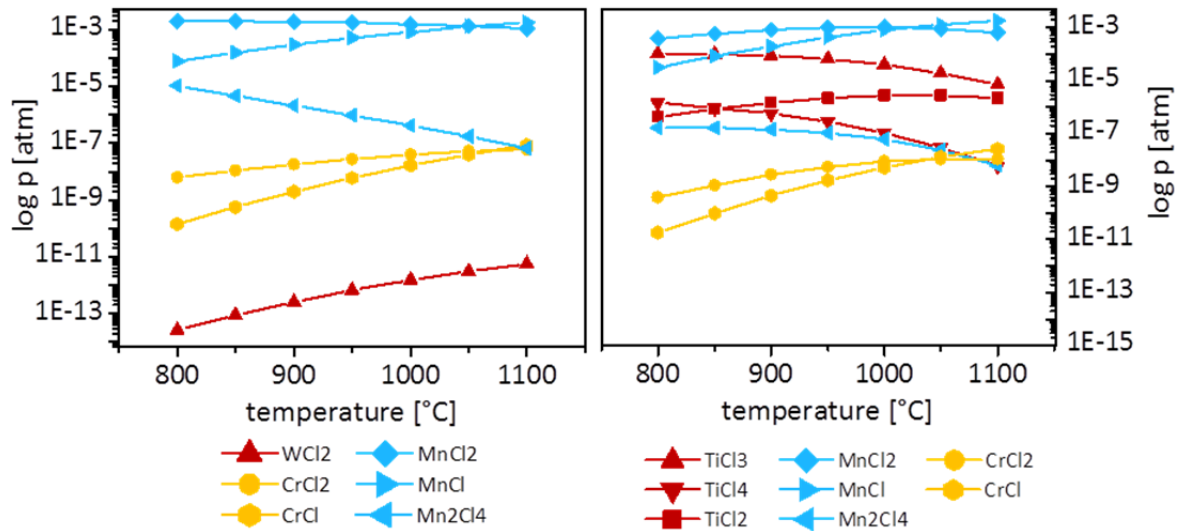 1E-3
1E-5
1E-7
1E-9
1E-11
1E-13
log p [atm]
800 900 1000 1100
temperature [°C]
WCl2 MnCl2
CrCl2 MnCl
CrCl Mn2Cl4
1E-3
1E-5
1E-7
1E-9
1E-11
1E-13
1E-15
log p [atm]
800 900 1000 1100
temperature [°C]
TiCl3 MnCl2 CrCl2
TiCl4 MnCl CrCl
TiCl2 Mn2Cl4